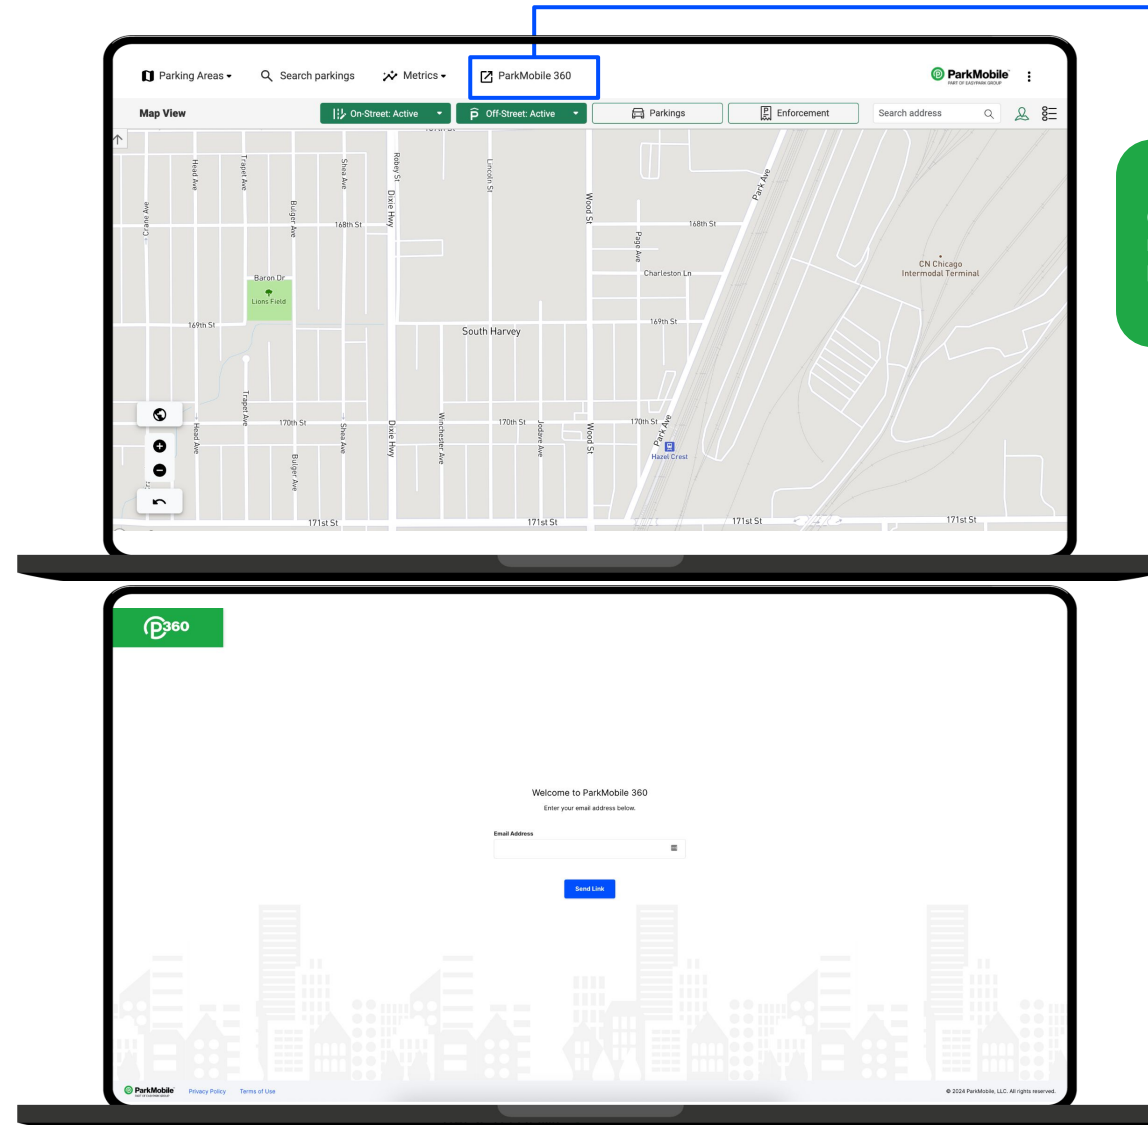 Parking Areas
Search parkings
Metrics
ParkMobile 360
ParkMobile
PART OF EASYPARK GROUP
Map View
On-Street: Active
Off-Street: Active
Parkings
Enforcement
Search address
Head Ave
Trapet Ave
Shea Ave
Robey St
Lincoln St
Park Ave
Crane Ave
Bulger Ave
Dixie Hwy
Wood St
168th St
168th St
Page Ave
CN Chicago
Intermodal Terminal
Baron Dr
Charleston Ln
Lions Field
169th St
169th St
South Harvey
Trapet Ave
Head Ave
170th St
Shea Ave
Dixie Hwy
Winchester Ave
170th St
Jodave Ave
Wood St
170th St
Park Ave
Hazel Crest
Bulger Ave
171st St
171st St
171st St
171st St
P360
Welcome to ParkMobile 360
Enter your email address below.
Email Address
Send Link
ParkMobile
PART OF EASYPARK GROUP
Privacy Policy
Terms of Use
© 2024 ParkMobile, LLC. All rights reserved.